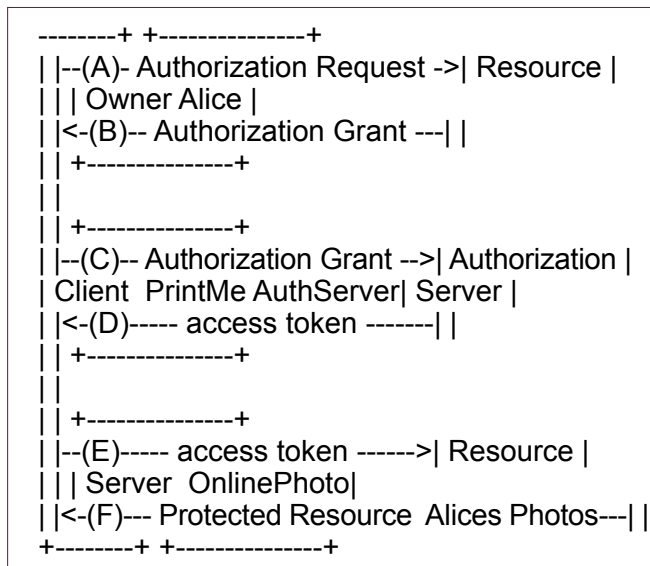 --------+ +---------------+
| |--(A)- Authorization Request ->| Resource |
| | | Owner Alice |
| |<-(B)-- Authorization Grant ---| |
| | +---------------+
| |
| | +---------------+
| |--(C)-- Authorization Grant -->| Authorization |
| Client  PrintMe AuthServer| Server |
| |<-(D)----- access token -------| |
| | +---------------+
| |
| | +---------------+
| |--(E)----- access token ------>| Resource |
| | | Server  OnlinePhoto|
| |<-(F)--- Protected Resource  Alices Photos---| |
+--------+ +---------------+